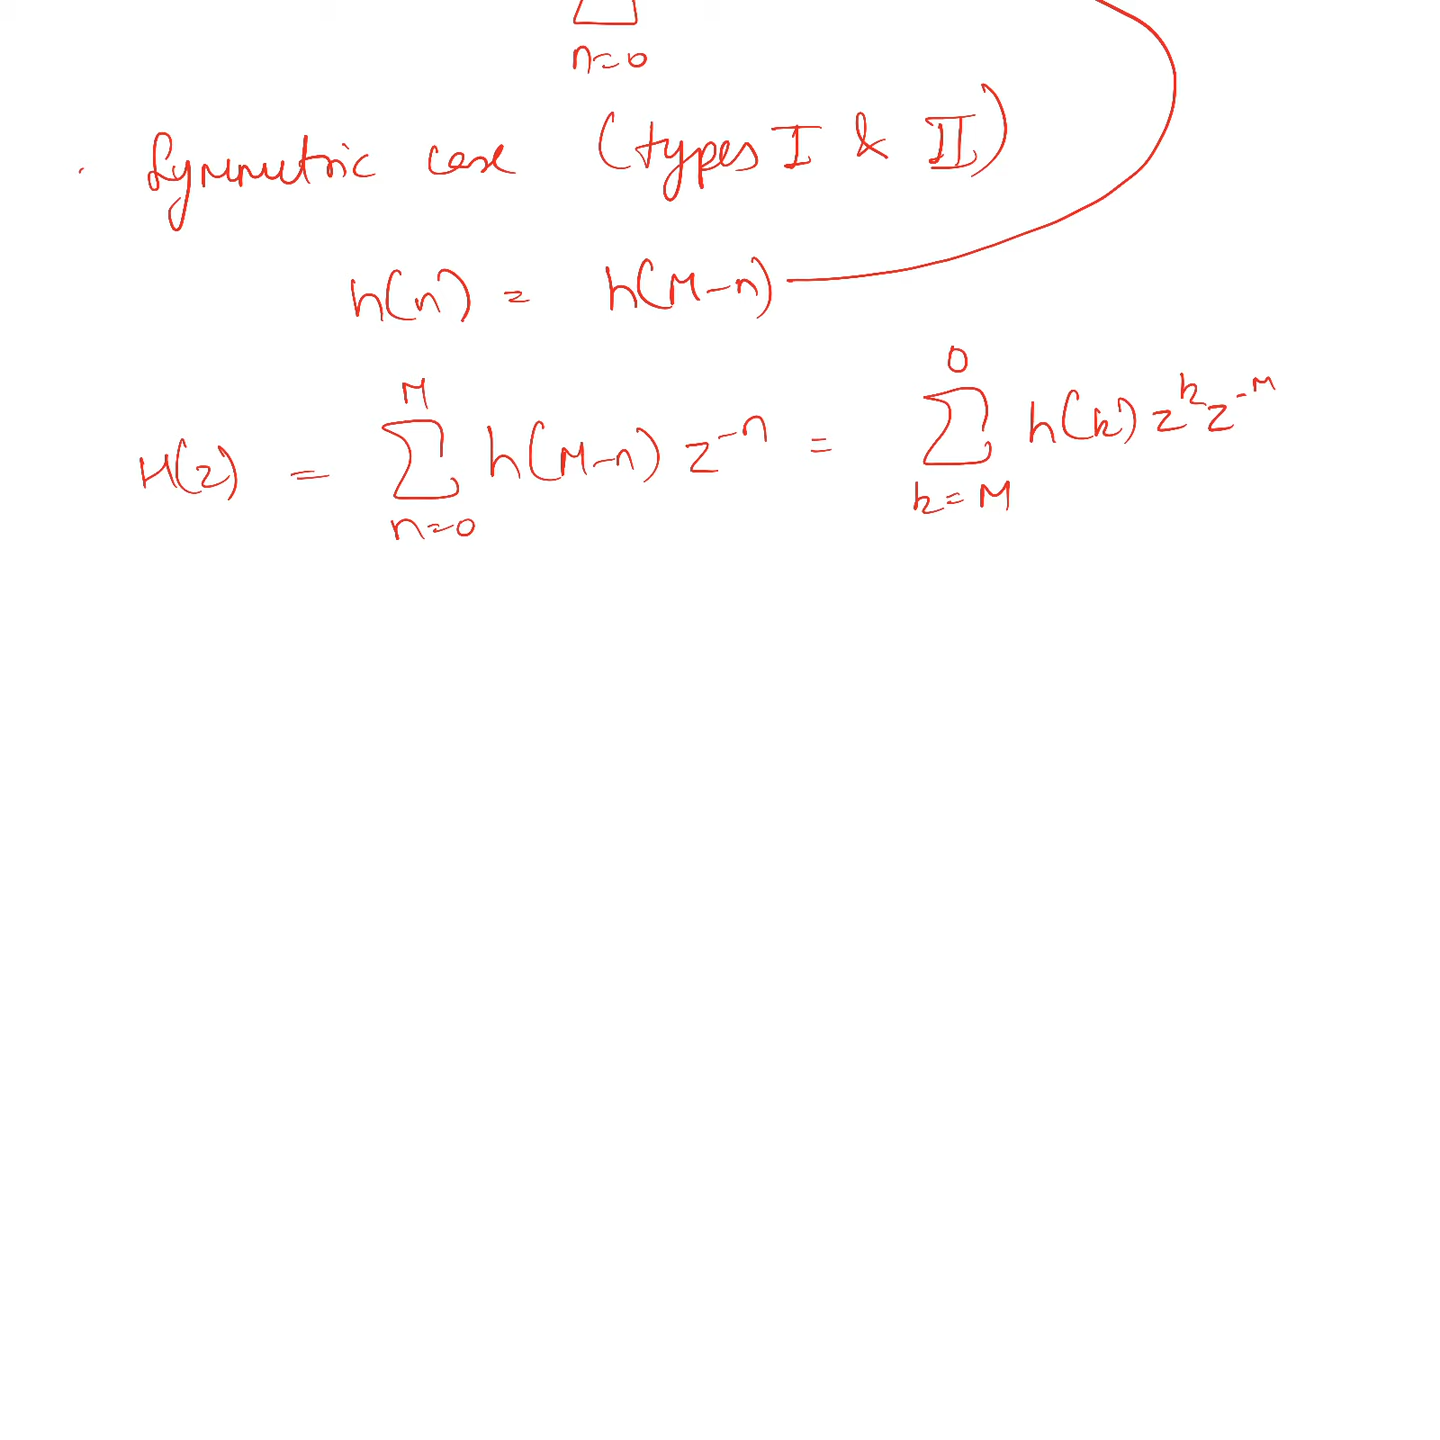 n=0
· Symmetric case (types I & II)
h(n) = h(M-n)
H(z) = ∑_{n=0}^{M} h(M-n) z^{-n} = ∑_{k=M}^{0} h(k) z^{k} z^{-M}